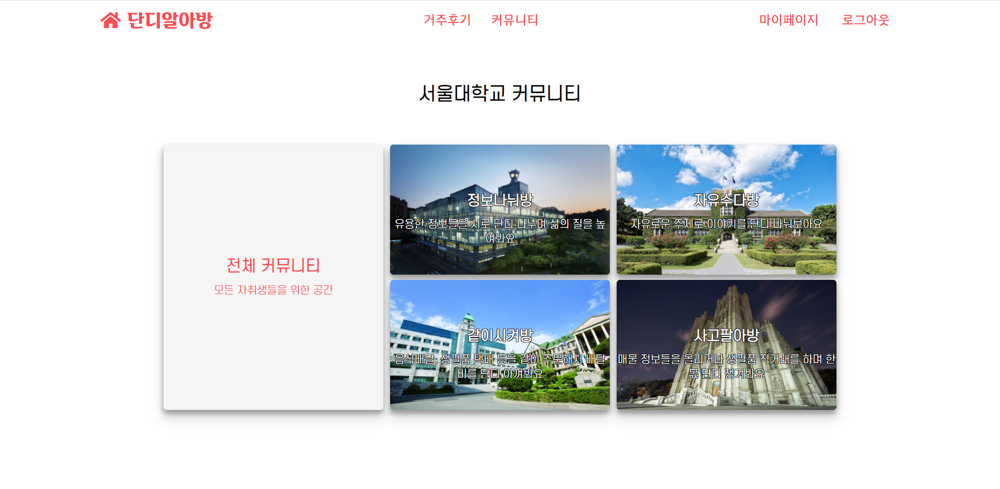 단디알아방
거주후기
커뮤니티
마이페이지
로그아웃
서울대학교 커뮤니티
전체 커뮤니티
모든 자취생들을 위한 공간
정보나눠방
유용한 정보들을 서로 단디 나누며 삶의 질을 높
여봐요
자유수다방
자유로운 주제로 이야기를 단디 나눠보아요
같이시켜방
음식배달, 생필품 택배 등을 같이 주문해서 배달
비를 단디 아껴봐요
사고팔아방
매물 정보들을 올리거나 생필품 직거래를 하며 한
몫 단디 챙겨봐요